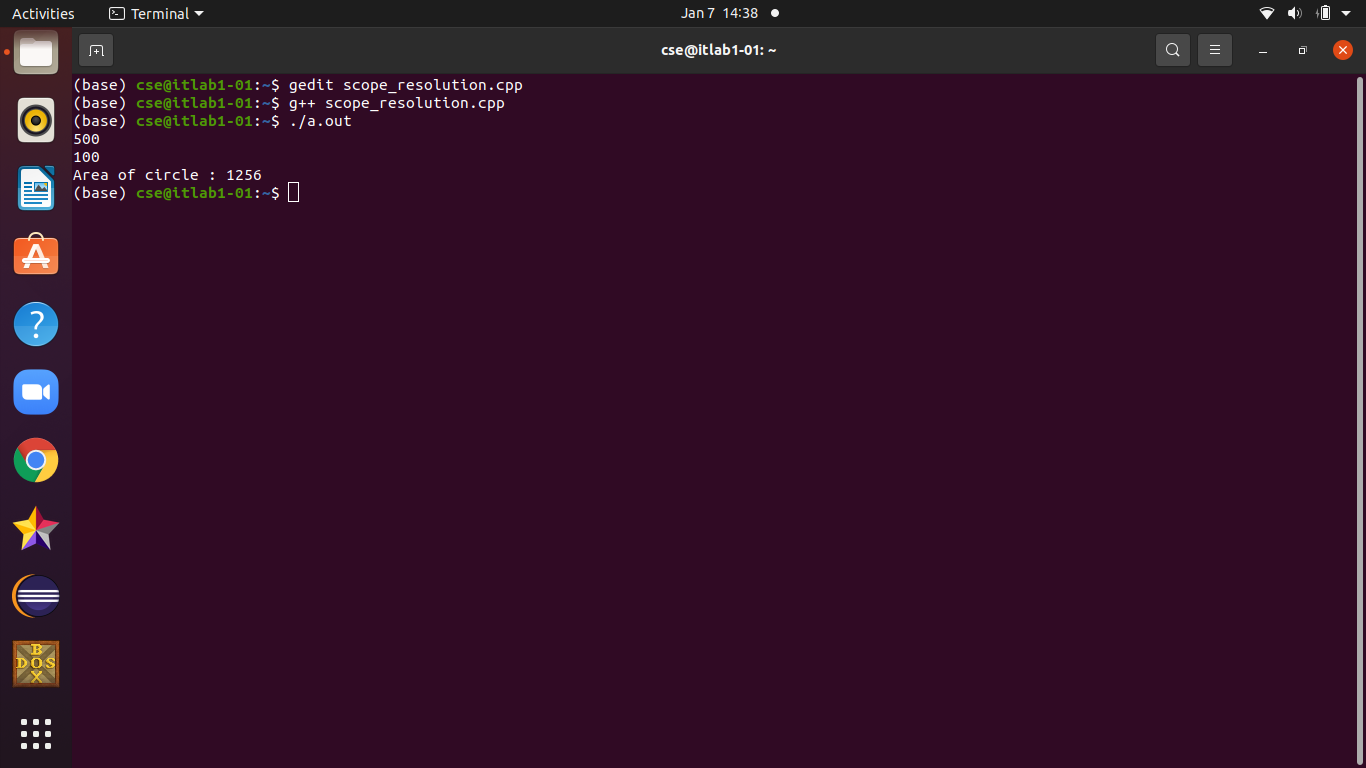 Activities Terminal Jan 7 14:38
cse@itlab1-01: ~
(base) cse@itlab1-01:~$ gedit scope_resolution.cpp
(base) cse@itlab1-01:~$ g++ scope_resolution.cpp
(base) cse@itlab1-01:~$ ./a.out
500
100
Area of circle : 1256
(base) cse@itlab1-01:~$
?
B
DOS
X